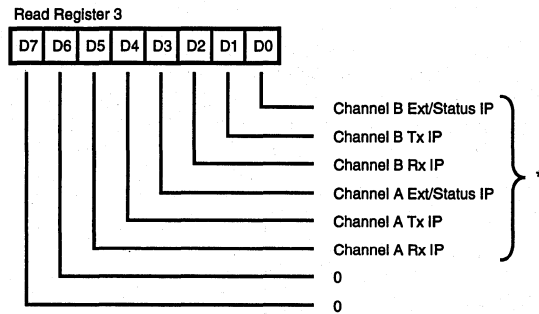 Read Register 3
D7 D6 D5 D4 D3 D2 D1 D0
Channel B Ext/Status IP
Channel B Tx IP
Channel B Rx IP
Channel A Ext/Status IP
Channel A Tx IP
Channel A Rx IP
*
0
0